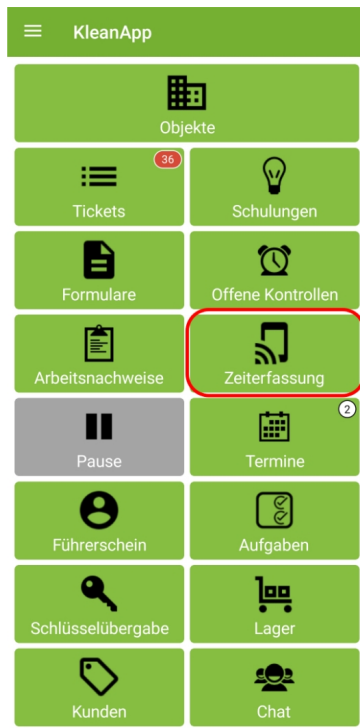 KleanApp
Objekte
36
Tickets
Schulungen
Formulare
Offene Kontrollen
Arbeitsnachweise
Zeiterfassung
2
Pause
Termine
Führerschein
Aufgaben
Schlüsselübergabe
Lager
Kunden
Chat